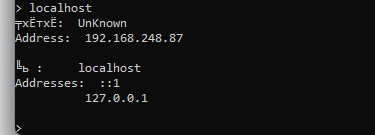 > localhost
╤хЁтхЁ:  UnKnown
Address:  192.168.248.87
╚ь :     localhost
Addresses:  ::1
127.0.0.1
>